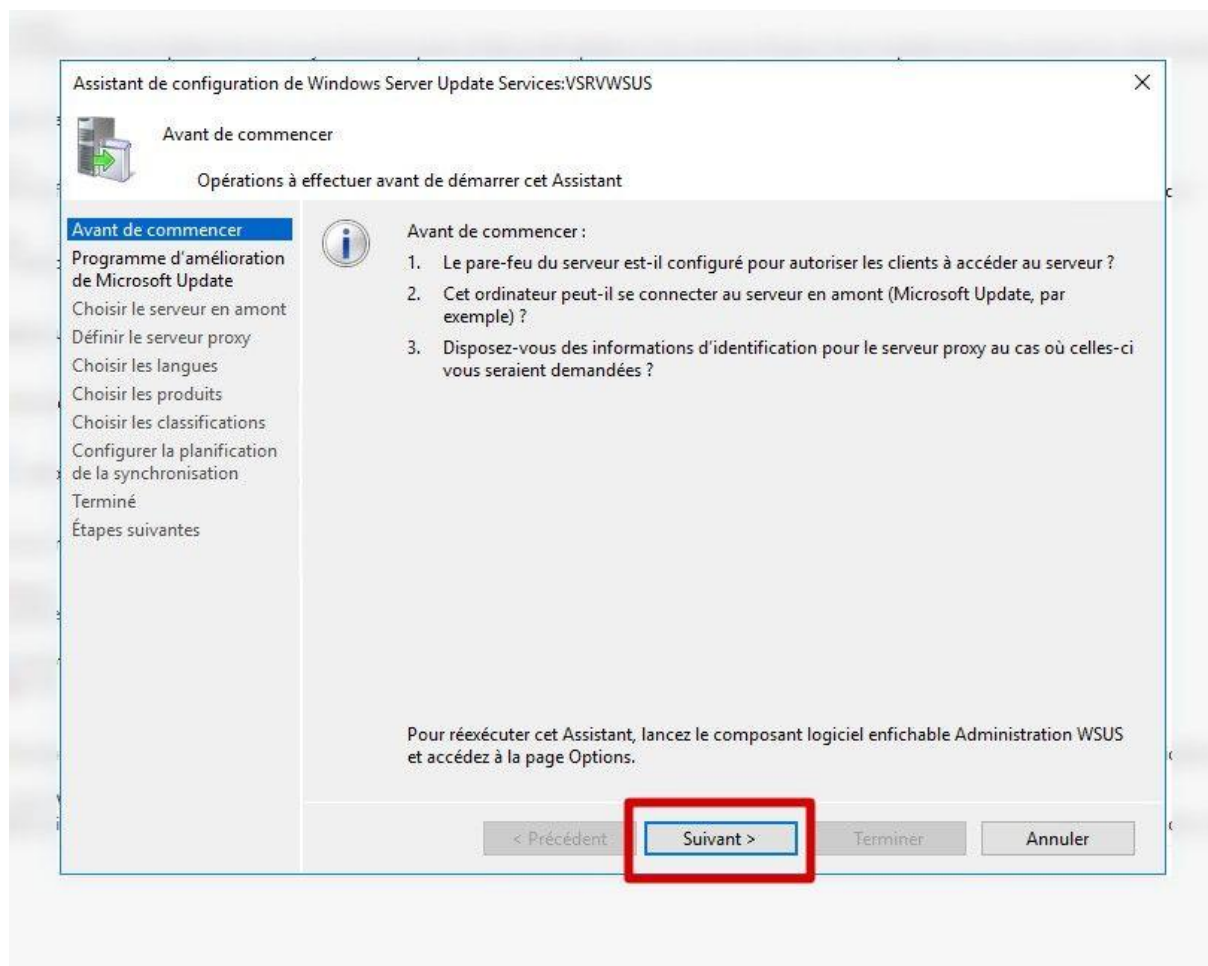 Assistant de configuration de Windows Server Update Services:VSRVWSUS
Avant de commencer
Opérations à effectuer avant de démarrer cet Assistant
Avant de commencer
Programme d'amélioration
de Microsoft Update
Choisir le serveur en amont
Définir le serveur proxy
Choisir les langues
Choisir les produits
Choisir les classifications
Configurer la planification
de la synchronisation
Terminé
Étapes suivantes
Avant de commencer :
1. Le pare-feu du serveur est-il configuré pour autoriser les clients à accéder au serveur ?
2. Cet ordinateur peut-il se connecter au serveur en amont (Microsoft Update, par
exemple) ?
3. Disposez-vous des informations d'identification pour le serveur proxy au cas où celles-ci
vous seraient demandées ?
Pour réexécuter cet Assistant, lancez le composant logiciel enfichable Administration WSUS
et accédez à la page Options.
< Précédent Suivant > Terminer Annuler